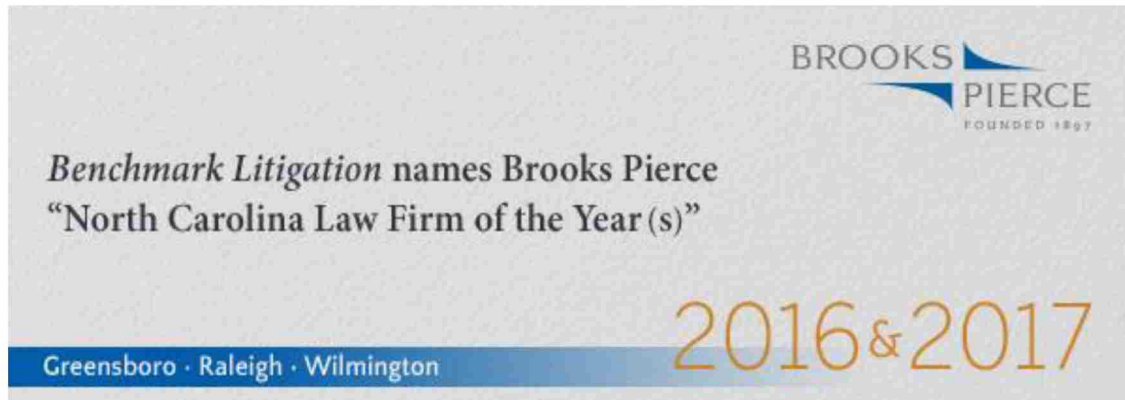 BROOKS
PIERCE
FOUNDED 1897
Benchmark Litigation names Brooks Pierce
“North Carolina Law Firm of the Year(s)”
2016 & 2017
Greensboro · Raleigh · Wilmington